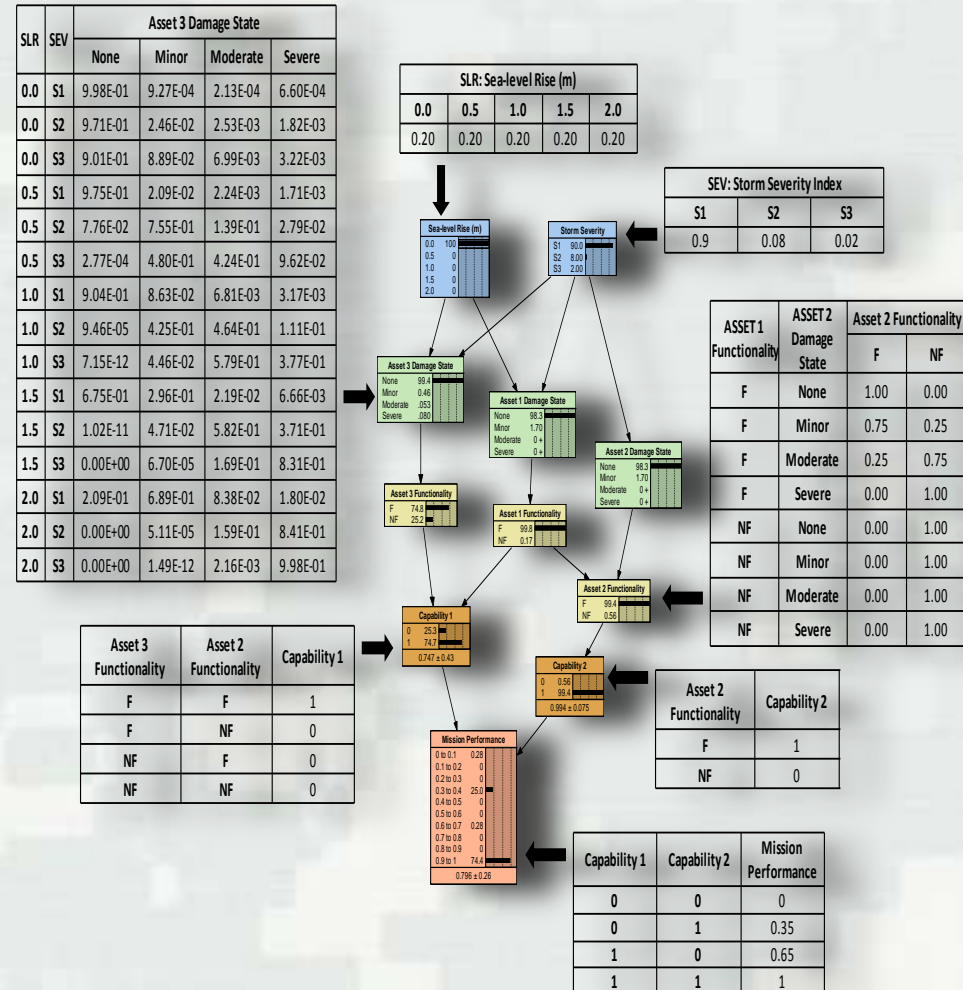 SLR SEV Asset 3 Damage State
None Minor Moderate Severe
0.0 S1 9.98E-01 9.27E-04 2.13E-04 6.60E-04
0.0 S2 9.71E-01 2.46E-02 2.53E-03 1.82E-03
0.0 S3 9.01E-01 8.89E-02 6.99E-03 3.22E-03
0.5 S1 9.75E-01 2.09E-02 2.24E-03 1.71E-03
0.5 S2 7.76E-02 7.55E-01 1.39E-01 2.79E-02
0.5 S3 2.77E-04 4.80E-01 4.24E-01 9.62E-02
1.0 S1 9.04E-01 8.63E-02 6.81E-03 3.17E-03
1.0 S2 9.46E-05 4.25E-01 4.64E-01 1.11E-01
1.0 S3 7.15E-12 4.46E-02 5.79E-01 3.77E-01
1.5 S1 6.75E-01 2.96E-01 2.19E-02 6.66E-03
1.5 S2 1.02E-11 4.71E-02 5.82E-01 3.71E-01
1.5 S3 0.00E+00 6.70E-05 1.69E-01 8.31E-01
2.0 S1 2.09E-01 6.89E-01 8.38E-02 1.80E-02
2.0 S2 0.00E+00 5.11E-05 1.59E-01 8.41E-01
2.0 S3 0.00E+00 1.49E-12 2.16E-03 9.98E-01
SLR: Sea-level Rise (m)
0.0 0.5 1.0 1.5 2.0
0.20 0.20 0.20 0.20 0.20
SEV: Storm Severity Index
S1 S2 S3
0.9 0.08 0.02
Sea-level Rise (m)
0.0 100
0.5 0
1.0 0
1.5 0
2.0 0
Storm Severity
S1 90.0
S2 8.00
S3 2.00
Asset 3 Damage State
None 99.4
Minor 0.46
Moderate .053
Severe .080
Asset 1 Damage State
None 98.3
Minor 1.70
Moderate 0 +
Severe 0 +
Asset 2 Damage State
None 98.3
Minor 1.70
Moderate 0 +
Severe 0 +
Asset 3 Functionality
F 74.8
NF 25.2
Asset 1 Functionality
F 99.8
NF 0.17
Asset 2 Functionality
F 99.4
NF 0.56
Capability 1
0 25.3
1 74.7
0.747 ± 0.43
Capability 2
0 0.56
1 99.4
0.994 ± 0.075
Mission Performance
0 to 0.1 0.28
0.1 to 0.2 0
0.2 to 0.3 0
0.3 to 0.4 25.0
0.4 to 0.5 0
0.5 to 0.6 0
0.6 to 0.7 0.28
0.7 to 0.8 0
0.8 to 0.9 0
0.9 to 1 74.4
0.796 ± 0.26
ASSET 1 Functionality ASSET 2 Damage State Asset 2 Functionality
F NF
F None 1.00 0.00
F Minor 0.75 0.25
F Moderate 0.25 0.75
F Severe 0.00 1.00
NF None 0.00 1.00
NF Minor 0.00 1.00
NF Moderate 0.00 1.00
NF Severe 0.00 1.00
Asset 3 Functionality Asset 2 Functionality Capability 1
F F 1
F NF 0
NF F 0
NF NF 0
Asset 2 Functionality Capability 2
F 1
NF 0
Capability 1 Capability 2 Mission Performance
0 0 0
0 1 0.35
1 0 0.65
1 1 1